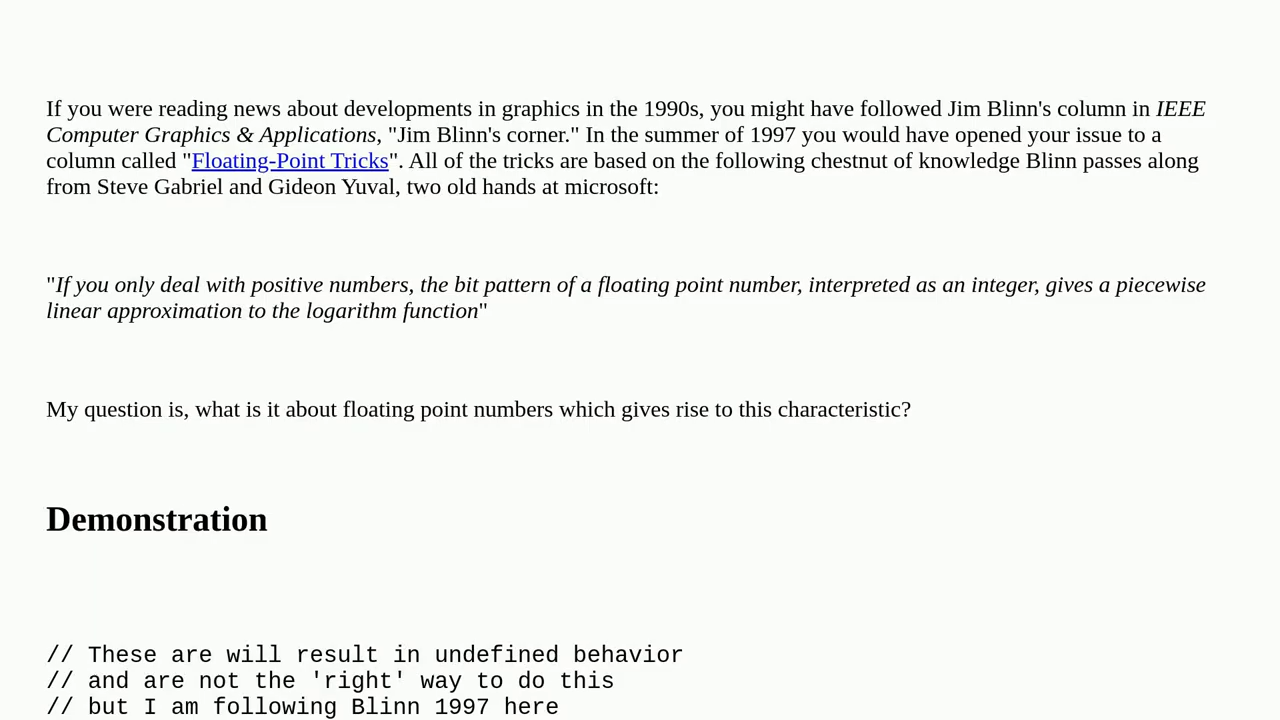 If you were reading news about developments in graphics in the 1990s, you might have followed Jim Blinn's column in IEEE
Computer Graphics & Applications, "Jim Blinn's corner." In the summer of 1997 you would have opened your issue to a
column called "Floating-Point Tricks". All of the tricks are based on the following chestnut of knowledge Blinn passes along
from Steve Gabriel and Gideon Yuval, two old hands at microsoft:
"If you only deal with positive numbers, the bit pattern of a floating point number, interpreted as an integer, gives a piecewise
linear approximation to the logarithm function"
My question is, what is it about floating point numbers which gives rise to this characteristic?
Demonstration
// These are will result in undefined behavior
// and are not the 'right' way to do this
// but I am following Blinn 1997 here